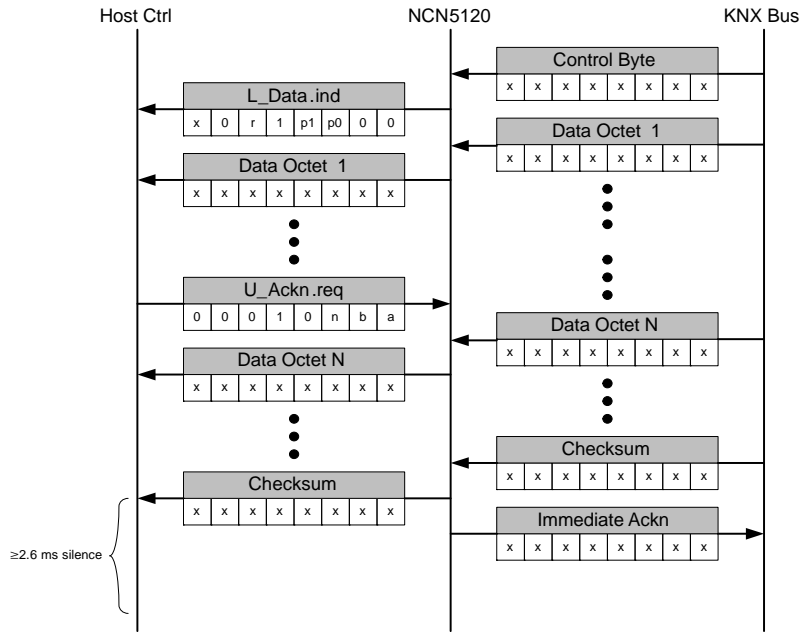 Host Ctrl NCN5120 KNX Bus
Control Byte
x x x x x x x x
L_Data.ind
x 0 r 1 p1 p0 0 0
Data Octet 1
x x x x x x x x
Data Octet 1
x x x x x x x x
U_Ackn.req
0 0 0 1 0 n b a
Data Octet N
x x x x x x x x
Data Octet N
x x x x x x x x
Checksum
x x x x x x x x
Checksum
x x x x x x x x
Immediate Ackn
x x x x x x x x
≥2.6 ms silence